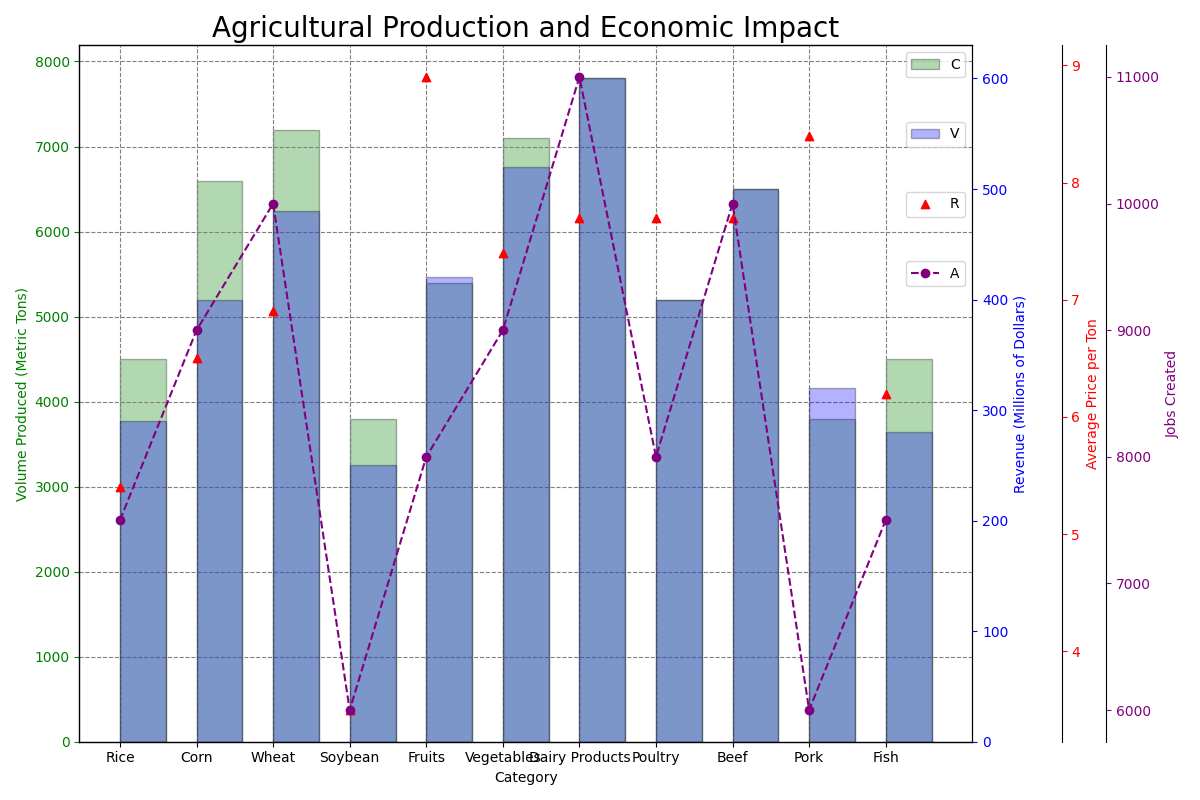 Agricultural Production and Economic Impact
C
V
R
A
Volume Produced (Metric Tons)
8000
7000
6000
5000
4000
3000
2000
1000
0
Revenue (Millions of Dollars)
600
500
400
300
200
100
0
Average Price per Ton
9
8
7
6
5
4
Jobs Created
11000
10000
9000
8000
7000
6000
Rice Corn Wheat Soybean Fruits Vegetables Dairy Products Poultry Beef Pork Fish
Category